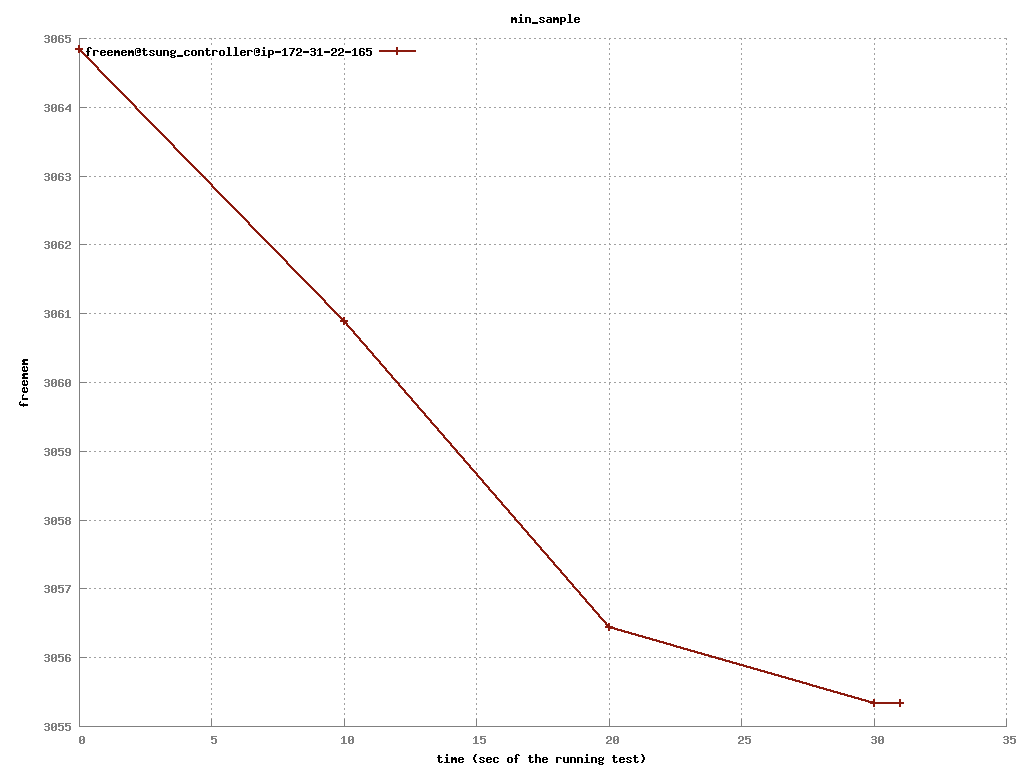 min_sample
freemem@tsung_controller@ip-172-31-22-165
3065
3064
3063
3062
3061
3060
3059
3058
3057
3056
3055
freemem
0 5 10 15 20 25 30 35
time (sec of the running test)